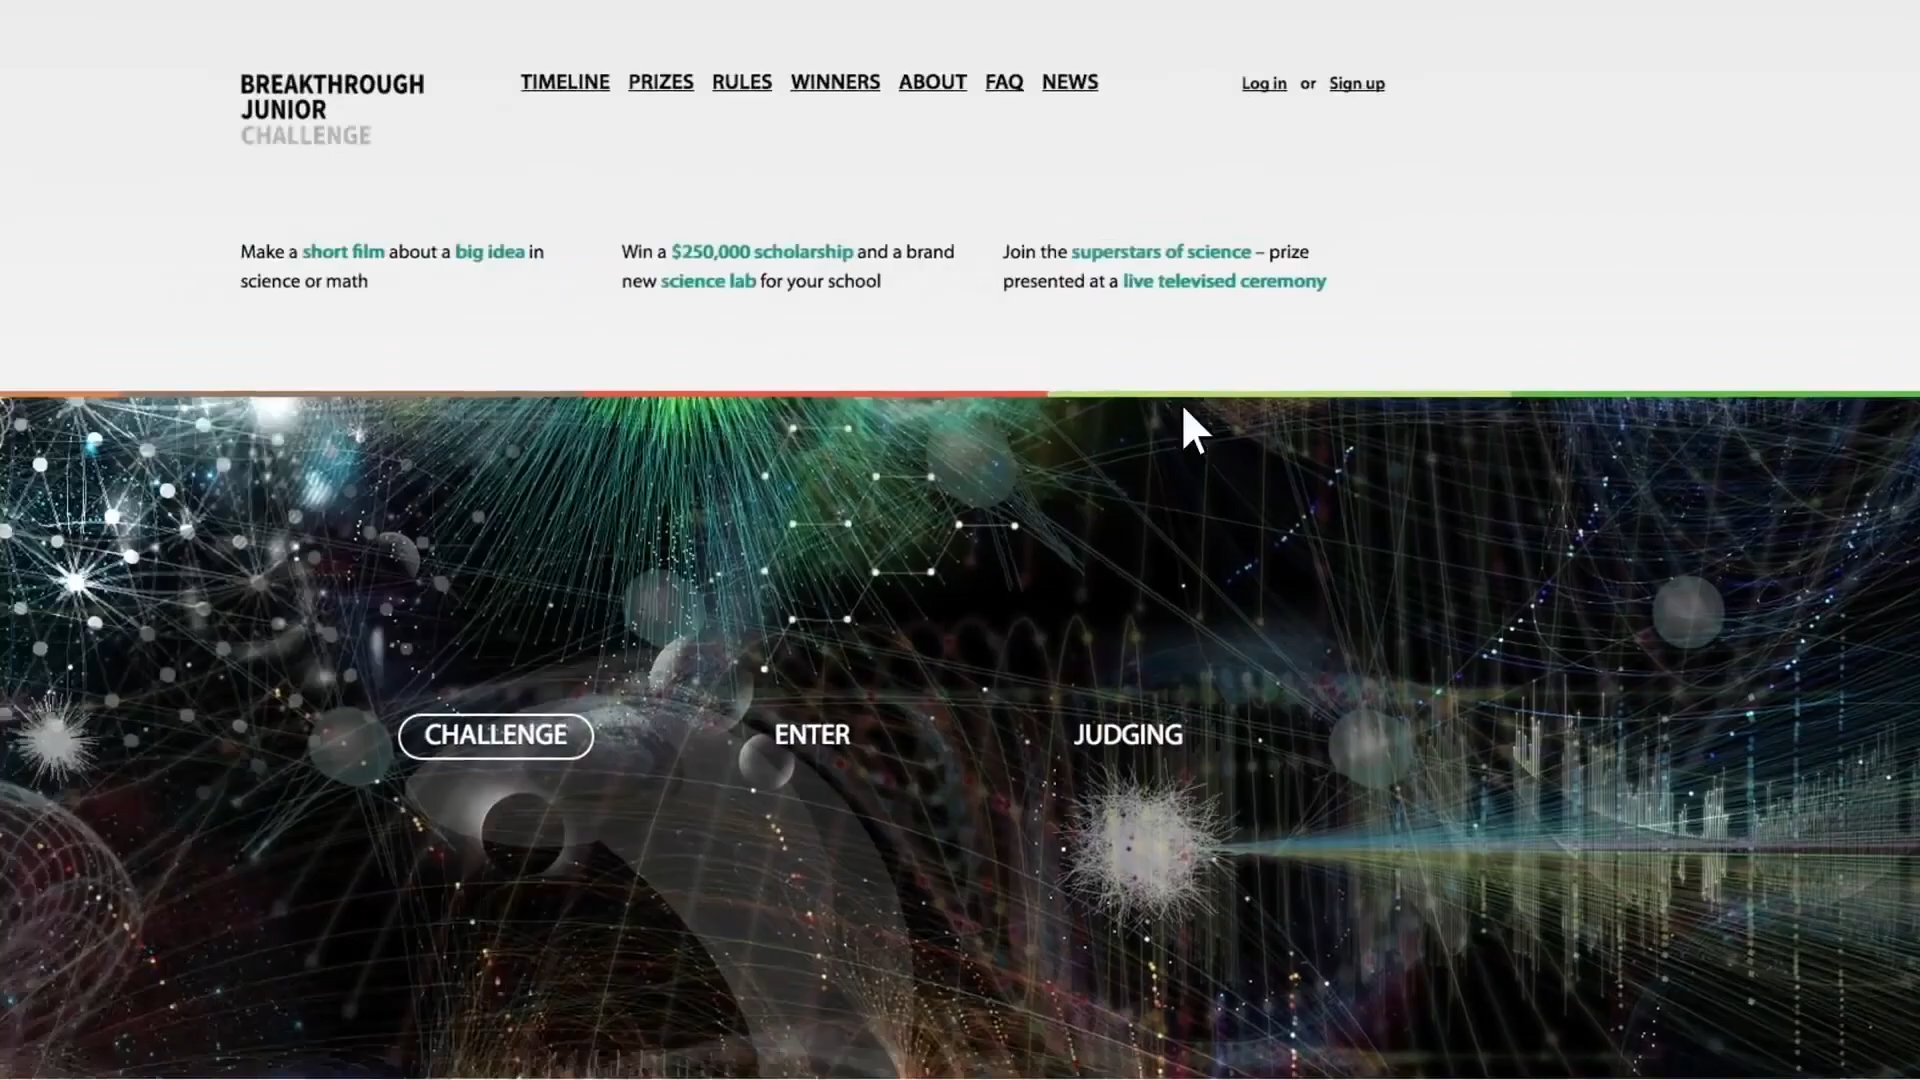 BREAKTHROUGH
JUNIOR
CHALLENGE
TIMELINE PRIZES RULES WINNERS ABOUT FAQ NEWS
Log in or Sign up
Make a short film about a big idea in
science or math
Win a $250,000 scholarship and a brand
new science lab for your school
Join the superstars of science – prize
presented at a live televised ceremony
CHALLENGE ENTER JUDGING